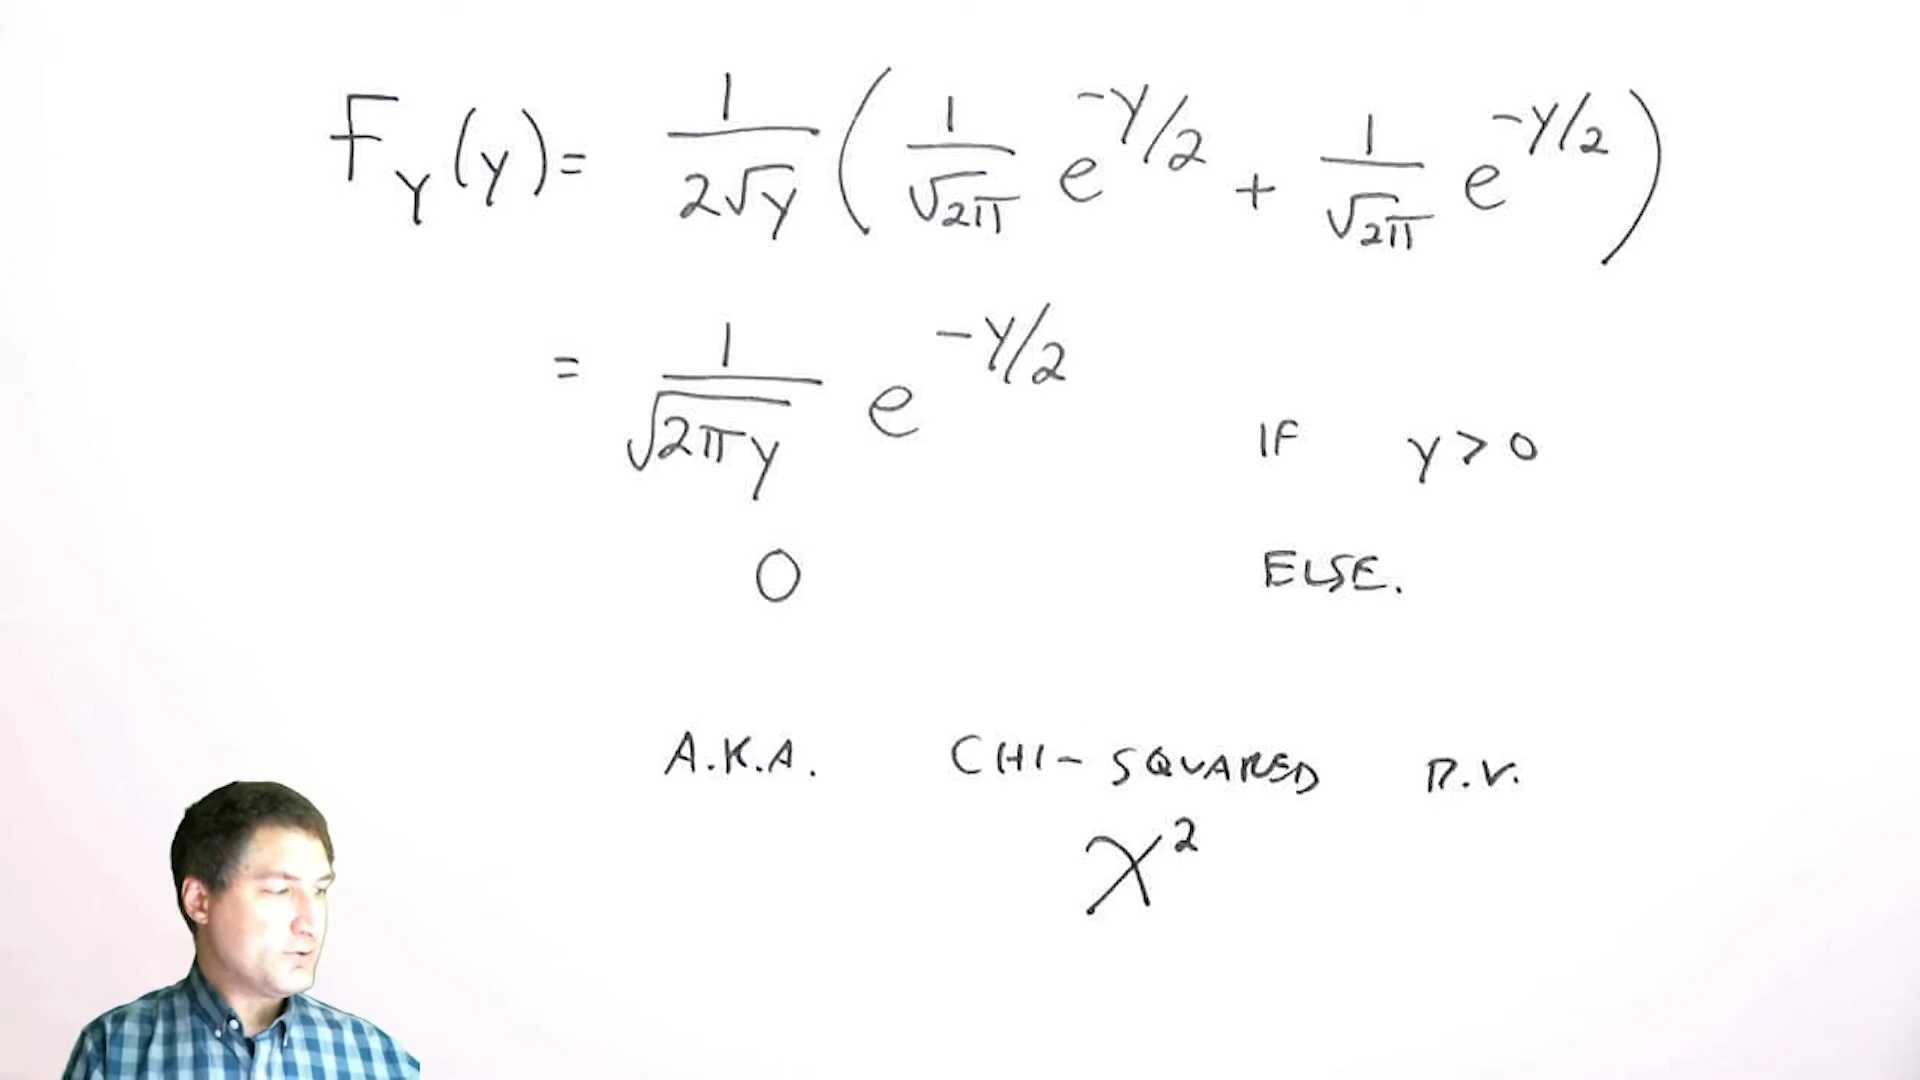 F_Y(y) = 1/(2√y) (1/√(2π) e^(-y/2) + 1/√(2π) e^(-y/2))
= 1/√(2πy) e^(-y/2) IF y > 0
0 ELSE.
A.K.A. CHI-SQUARED R.V.
χ²